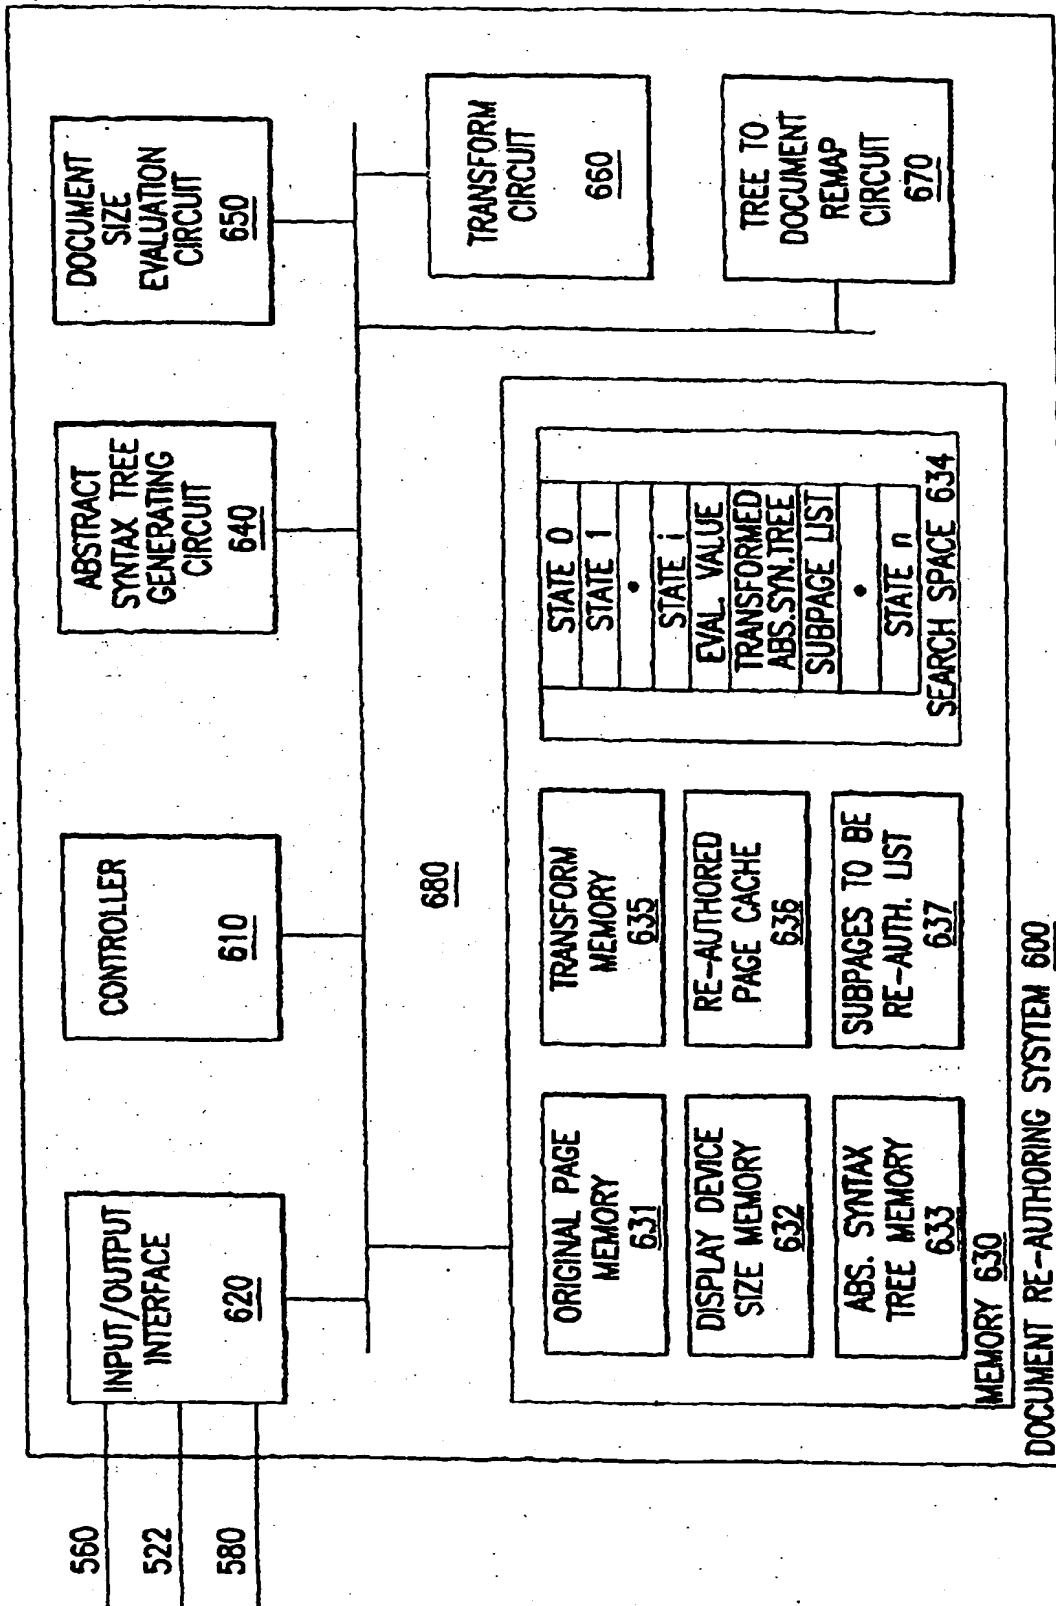 560
522
580
INPUT/OUTPUT
INTERFACE
620
CONTROLLER
610
ABSTRACT
SYNTAX TREE
GENERATING
CIRCUIT
640
DOCUMENT
SIZE
EVALUATION
CIRCUIT
650
680
TRANSFORM
CIRCUIT
660
TREE TO
DOCUMENT
REMAP
CIRCUIT
670
ORIGINAL PAGE
MEMORY
631
DISPLAY DEVICE
SIZE MEMORY
632
ABS. SYNTAX
TREE MEMORY
633
TRANSFORM
MEMORY
635
RE-AUTHORED
PAGE CACHE
636
SUBPAGES TO BE
RE-AUTH. LIST
637
STATE 0
STATE 1
•
STATE i
EVAL. VALUE
TRANSFORMED
ABS.SYN.TREE
SUBPAGE LIST
•
STATE n
SEARCH SPACE 634
MEMORY 630
DOCUMENT RE-AUTHORING SYSYTEM 600